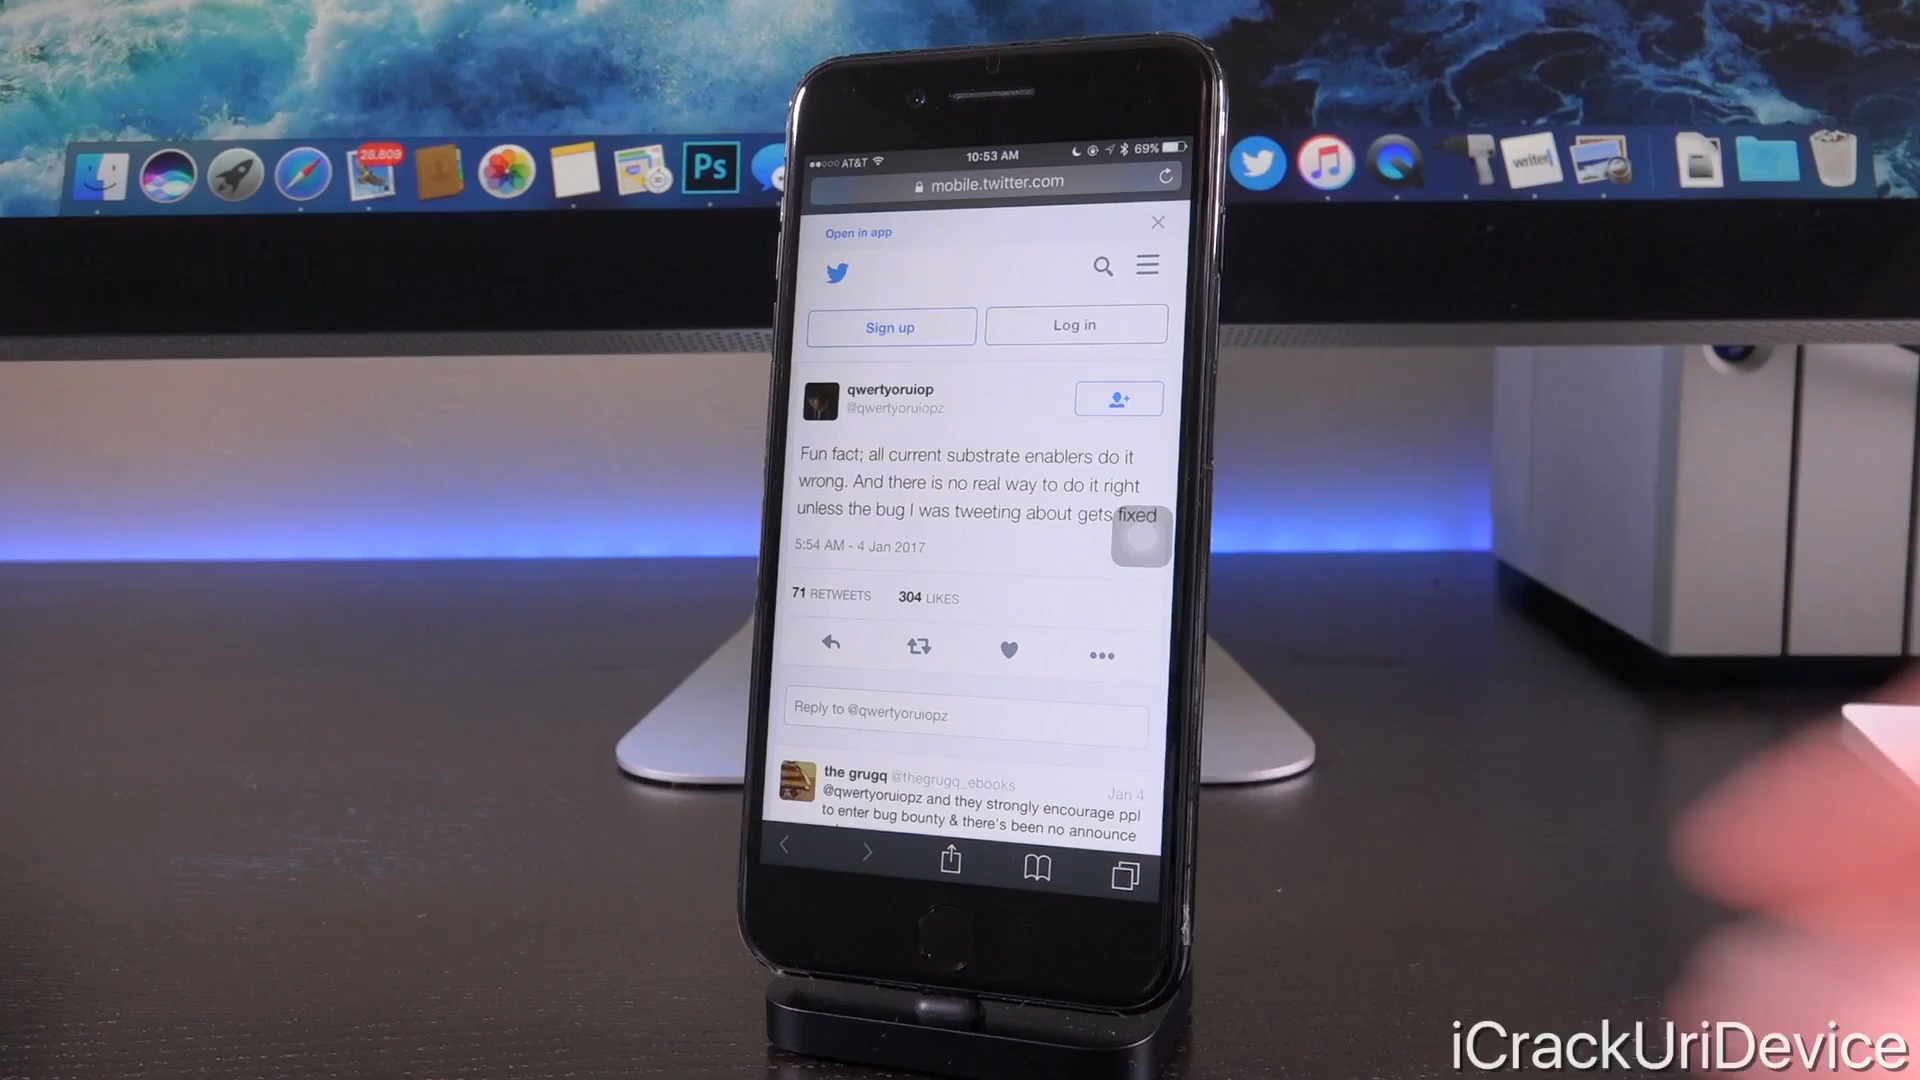 28,609
Ps
writer
AT&T
10:53 AM
69%
mobile.twitter.com
Open in app
Sign up
Log in
qwertyoruiop
@qwertyoruiopz
Fun fact; all current substrate enablers do it
wrong. And there is no real way to do it right
unless the bug I was tweeting about gets fixed
5:54 AM - 4 Jan 2017
71 RETWEETS 304 LIKES
Reply to @qwertyoruiopz
the grugq @thegrugq_ebooks Jan 4
@qwertyoruiopz and they strongly encourage ppl
to enter bug bounty & there's been no announce
iCrackUriDevice